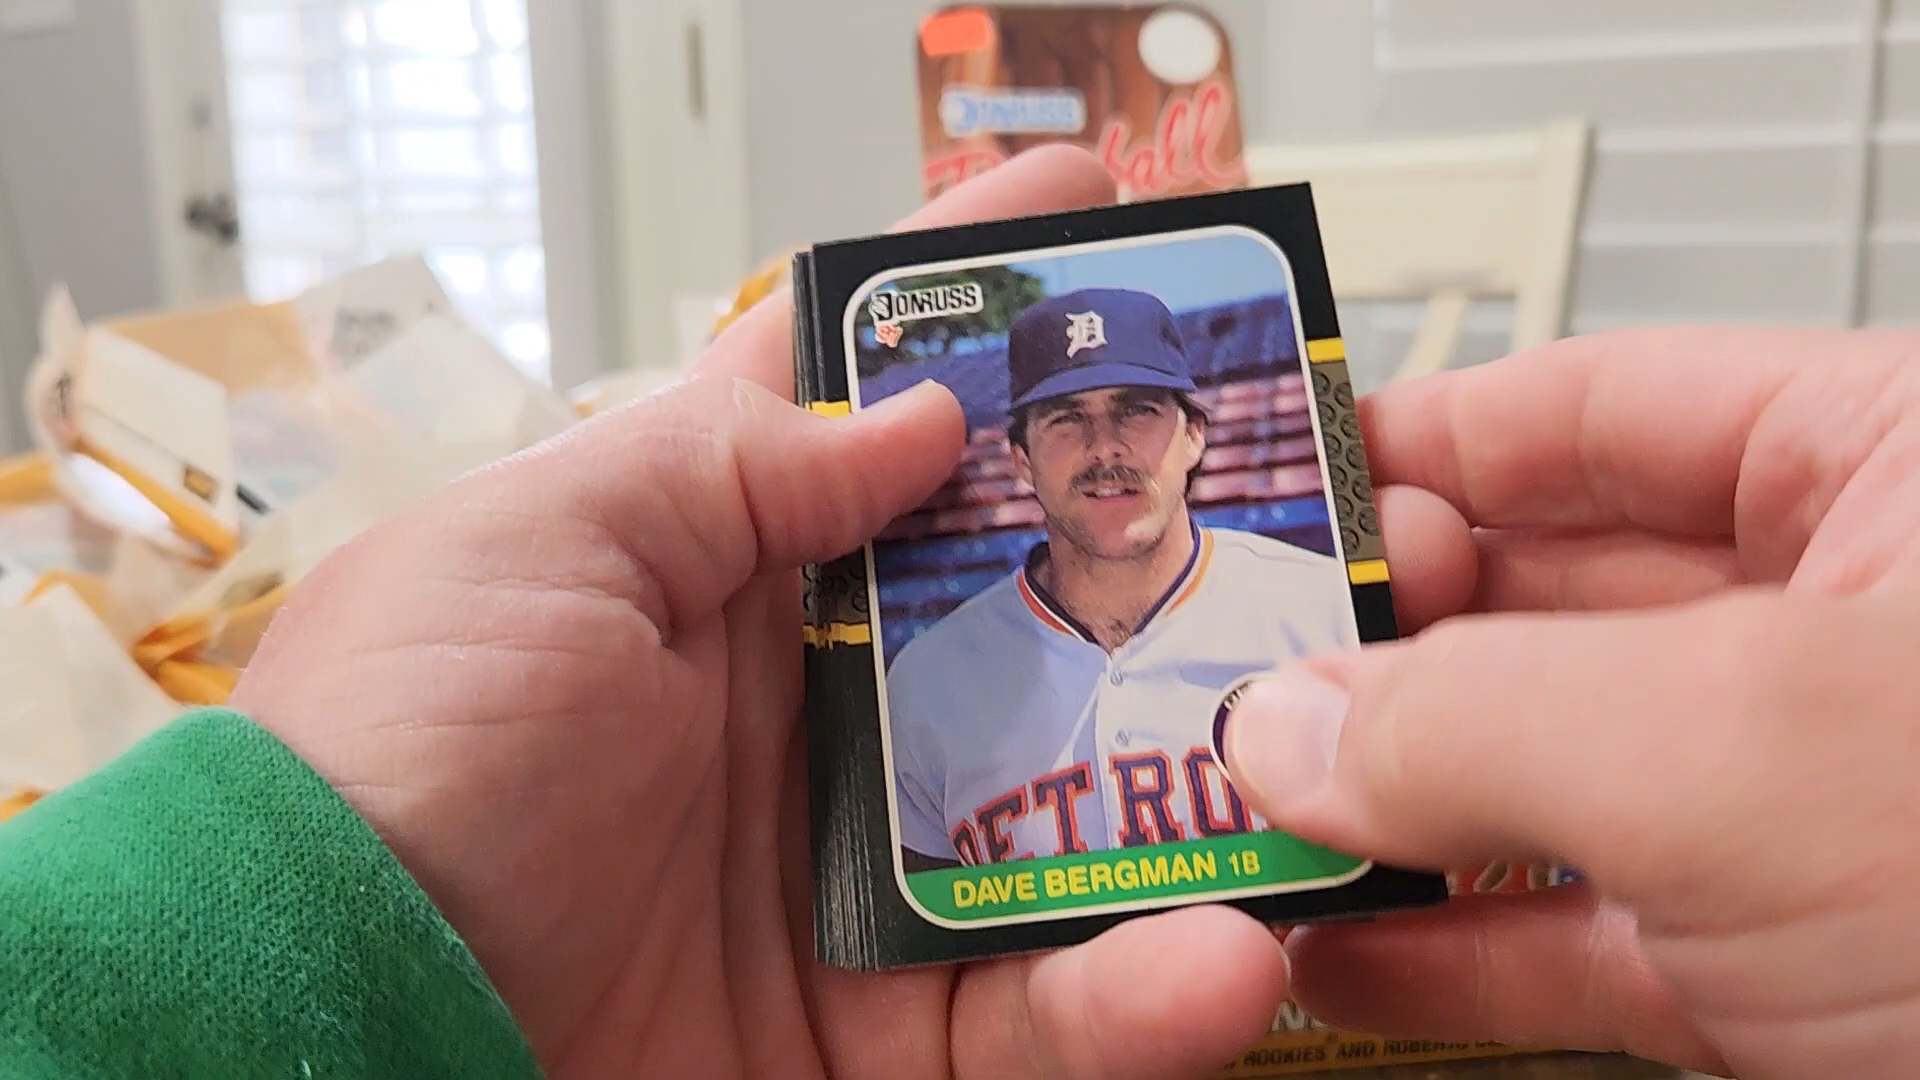 DONRUSS
DONRUSS
87
D
DETRO
DAVE BERGMAN 1B
ROOKIES AND ROBERTO